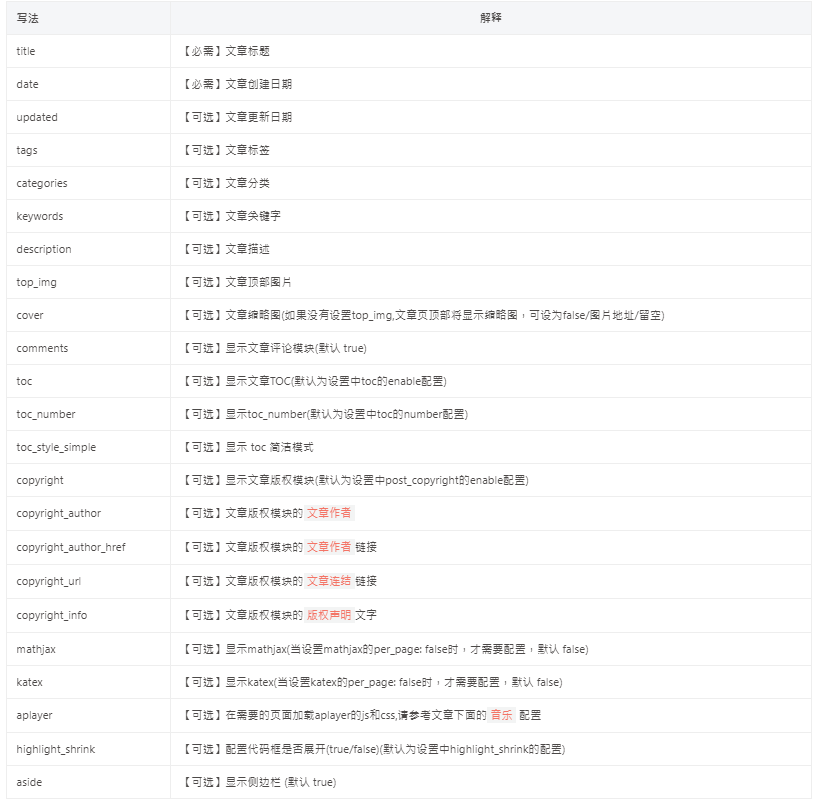 写法 解释
title 【必需】文章标题
date 【必需】文章创建日期
updated 【可选】文章更新日期
tags 【可选】文章标签
categories 【可选】文章分类
keywords 【可选】文章关键字
description 【可选】文章描述
top_img 【可选】文章顶部图片
cover 【可选】文章缩略图(如果没有设置top_img,文章页顶部将显示缩略图，可设为false/图片地址/留空)
comments 【可选】显示文章评论模块(默认 true)
toc 【可选】显示文章TOC(默认为设置中toc的enable配置)
toc_number 【可选】显示toc_number(默认为设置中toc的number配置)
toc_style_simple 【可选】显示 toc 简洁模式
copyright 【可选】显示文章版权模块(默认为设置中post_copyright的enable配置)
copyright_author 【可选】文章版权模块的文章作者
copyright_author_href 【可选】文章版权模块的文章作者链接
copyright_url 【可选】文章版权模块的文章连结链接
copyright_info 【可选】文章版权模块的版权声明文字
mathjax 【可选】显示mathjax(当设置mathjax的per_page: false时，才需要配置，默认 false)
katex 【可选】显示katex(当设置katex的per_page: false时，才需要配置，默认 false)
aplayer 【可选】在需要的页面加载aplayer的js和css,请参考文章下面的音乐 配置
highlight_shrink 【可选】配置代码框是否展开(true/false)(默认为设置中highlight_shrink的配置)
aside 【可选】显示侧边栏 (默认 true)